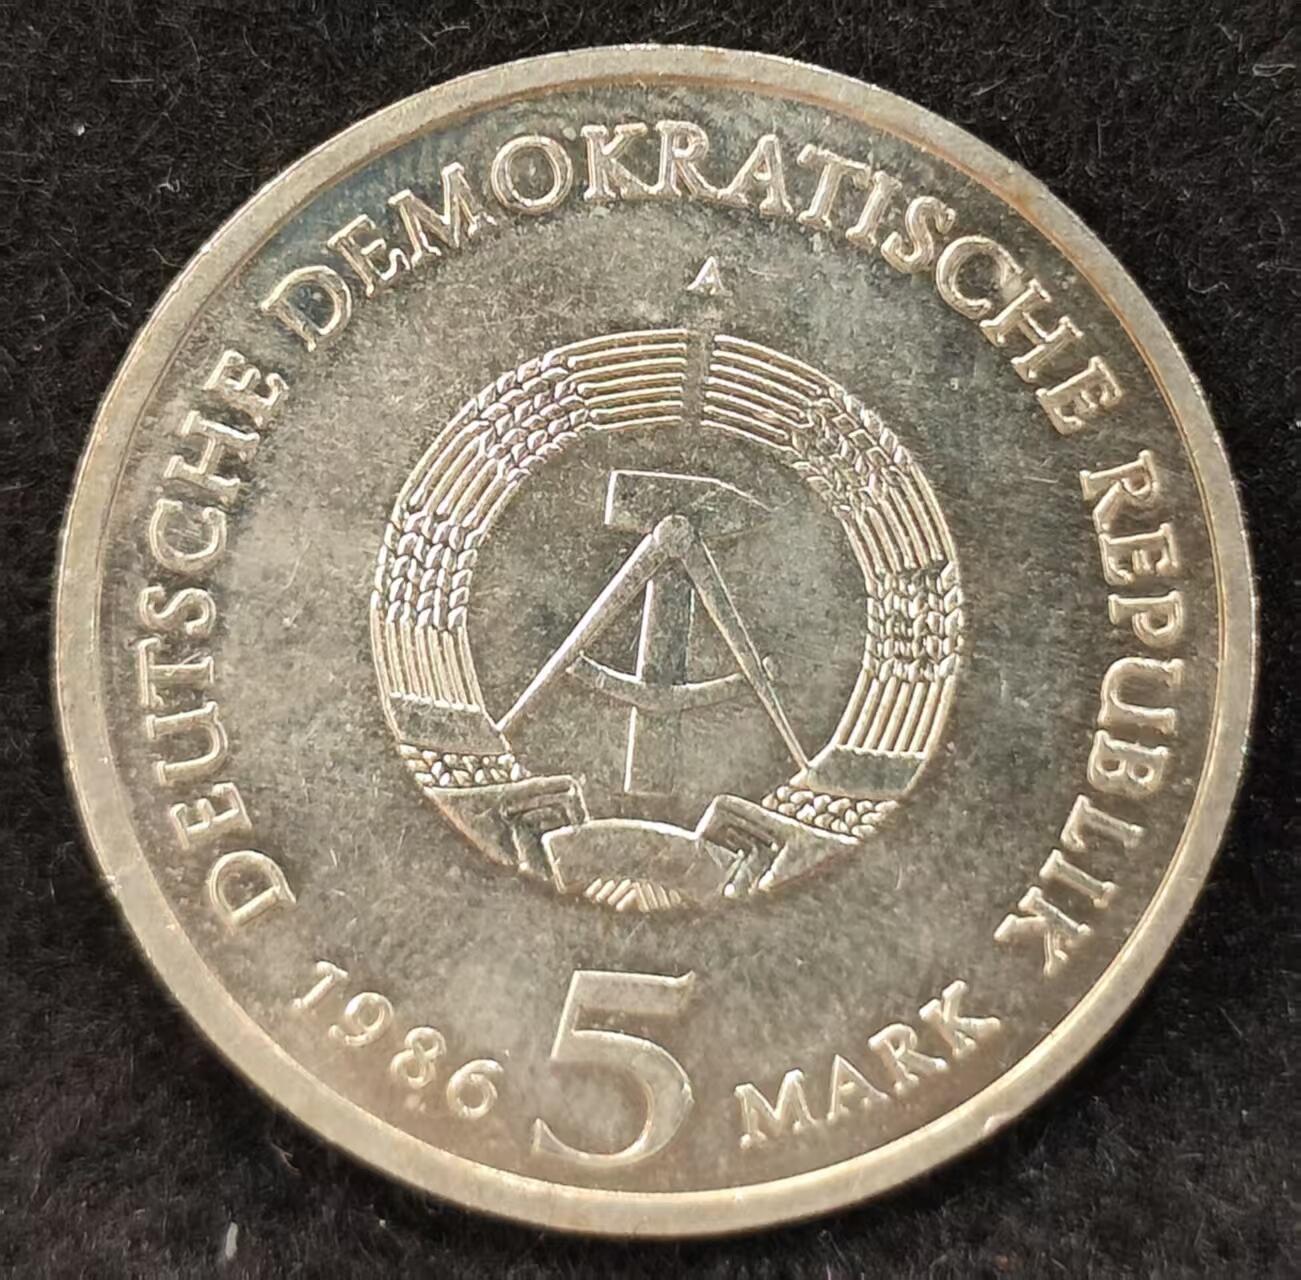 DEUTSCHE DEMOKRATISCHE REPUBLIK
A
1986 5 MARK